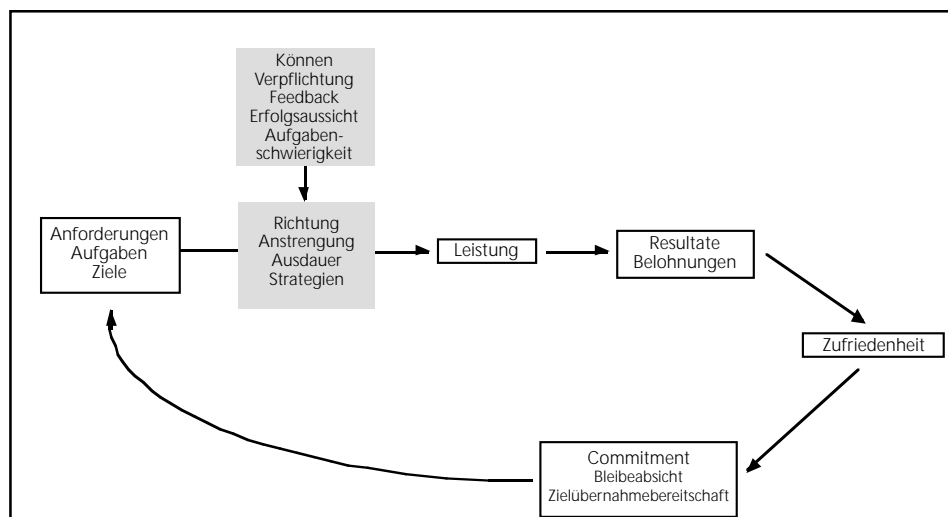 Können
Verpflichtung
Feedback
Erfolgsaussicht
Aufgaben-
schwierigkeit
Anforderungen
Aufgaben
Ziele
Richtung
Anstrengung
Ausdauer
Strategien
Leistung
Resultate
Belohnungen
Zufriedenheit
Commitment
Bleibeabsicht
Zielübernahmebereitschaft